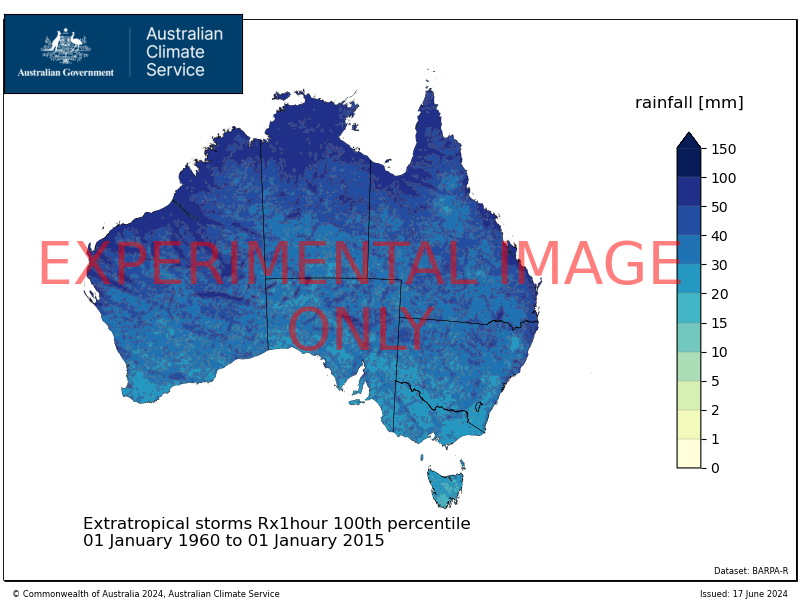 Australian
Climate
Service
Australian Government
rainfall [mm]
150
100
50
40
30
20
15
10
5
2
1
0
EXPERIMENTAL IMAGE
ONLY
Extratropical storms Rx1hour 100th percentile
01 January 1960 to 01 January 2015
Dataset: BARPA-R
© Commonwealth of Australia 2024, Australian Climate Service
Issued: 17 June 2024